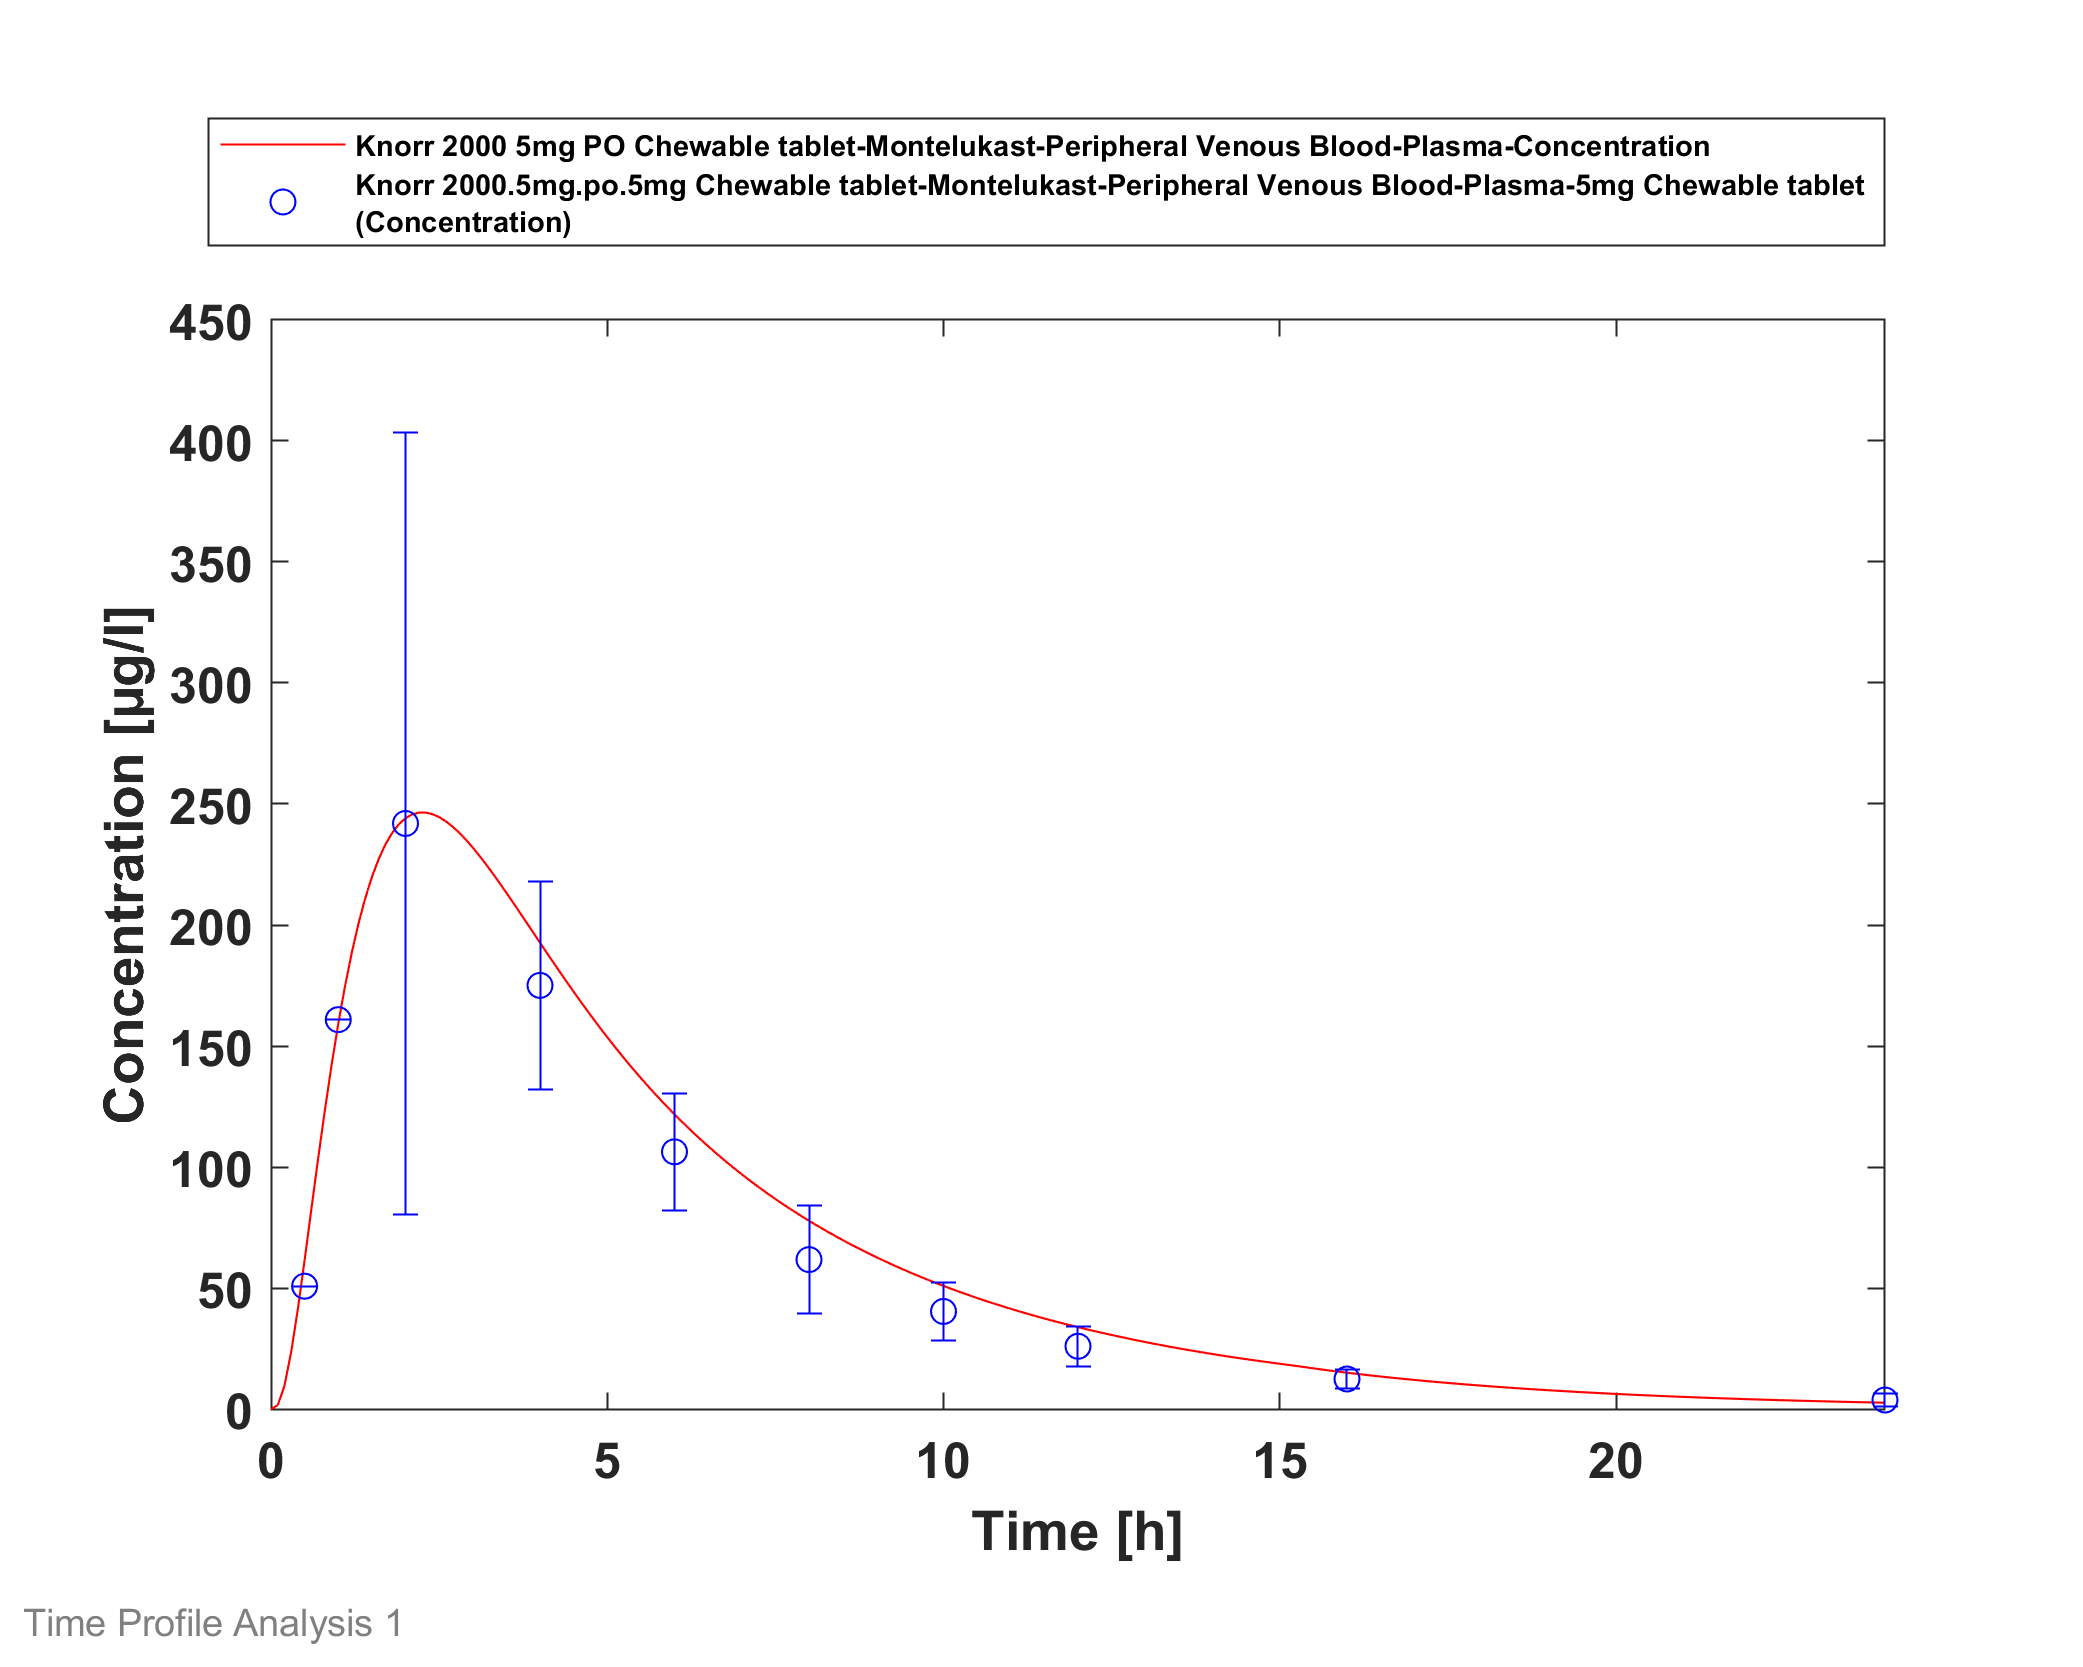 Knorr 2000 5mg PO Chewable tablet-Montelukast-Peripheral Venous Blood-Plasma-Concentration
Knorr 2000.5mg.po.5mg Chewable tablet-Montelukast-Peripheral Venous Blood-Plasma-5mg Chewable tablet
(Concentration)
450
400
350
300
250
200
150
100
50
0
Concentration [µg/l]
0 5 10 15 20
Time [h]
Time Profile Analysis 1